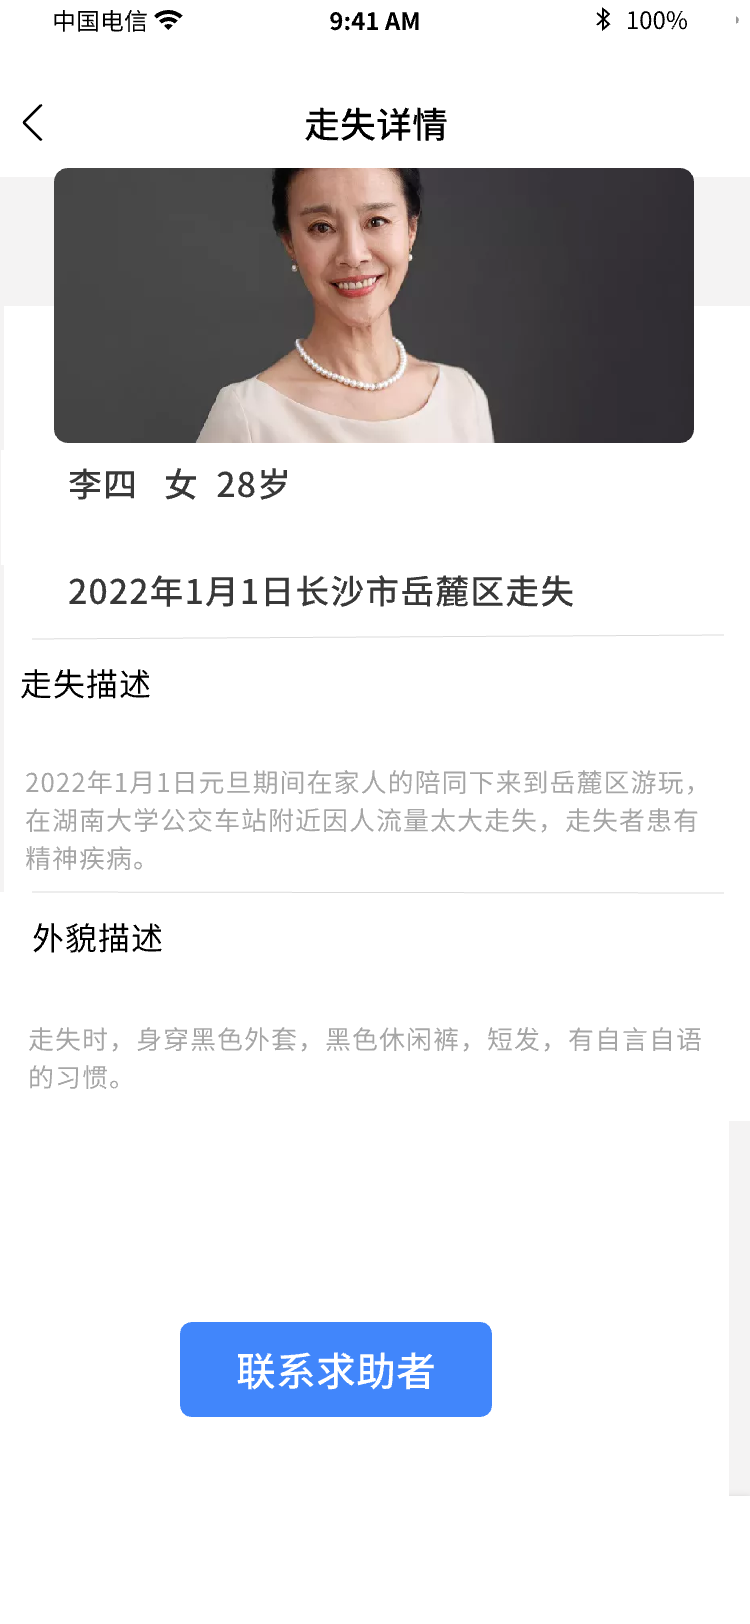 中国电信 9:41 AM 100%
走失详情
李四 女 28岁
2022年1月1日长沙市岳麓区走失
走失描述
2022年1月1日元旦期间在家人的陪同下来到岳麓区游玩，
在湖南大学公交车站附近因人流量太大走失，走失者患有
精神疾病。
外貌描述
走失时，身穿黑色外套，黑色休闲裤，短发，有自言自语
的习惯。
联系求助者